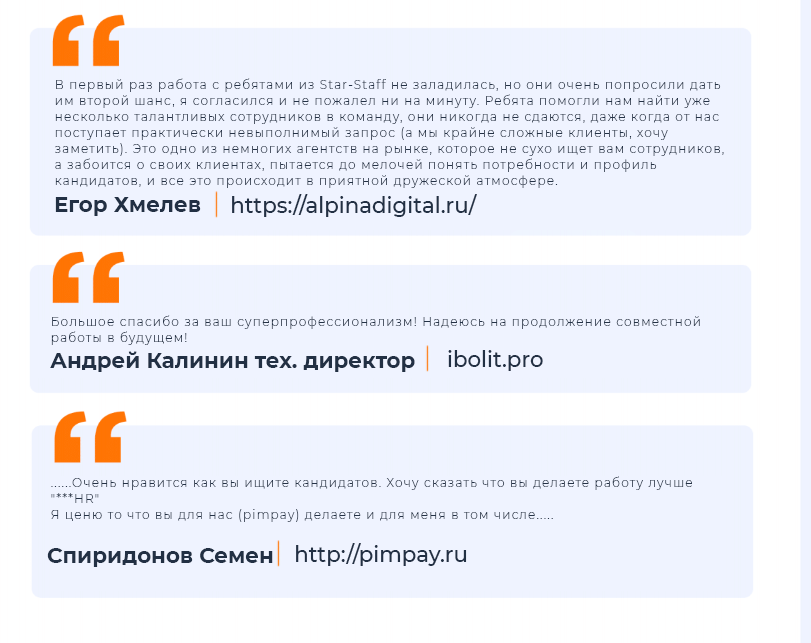 В первый раз работа с ребятами из Star-Staff не заладилась, но они очень попросили дать
им второй шанс, я согласился и не пожалел ни на минуту. Ребята помогли нам найти уже
несколько талантливых сотрудников в команду, они никогда не сдаются, даже когда от нас
поступает практически невыполнимый запрос (а мы крайне сложные клиенты, хочу
заметить). Это одно из немногих агентств на рынке, которое не сухо ищет вам сотрудников,
а забоится о своих клиентах, пытается до мелочей понять потребности и профиль
кандидатов, и все это происходит в приятной дружеской атмосфере.
Егор Хмелев | https://alpinadigital.ru/
Большое спасибо за ваш суперпрофессионализм! Надеюсь на продолжение совместной
работы в будущем!
Андрей Калинин тех. директор | ibolit.pro
......Очень нравится как вы ищите кандидатов. Хочу сказать что вы делаете работу лучше
"***HR"
Я ценю то что вы для нас (pimpay) делаете и для меня в том числе.....
Спиридонов Семен | http://pimpay.ru